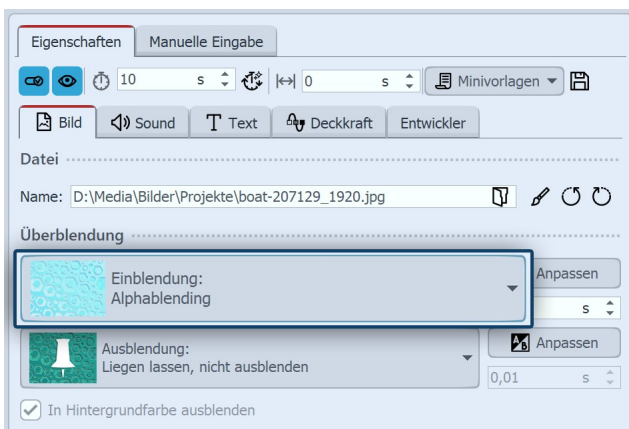 Eigenschaften Manuelle Eingabe
10 s 0 s Minivorlagen
Bild Sound Text Deckkraft Entwickler
Datei
Name: D:\Media\Bilder\Projekte\boat-207129_1920.jpg
Überblendung
Einblendung:
Alphablending
Anpassen
s
Ausblendung:
Liegen lassen, nicht ausblenden
Anpassen
0,01 s
In Hintergrundfarbe ausblenden